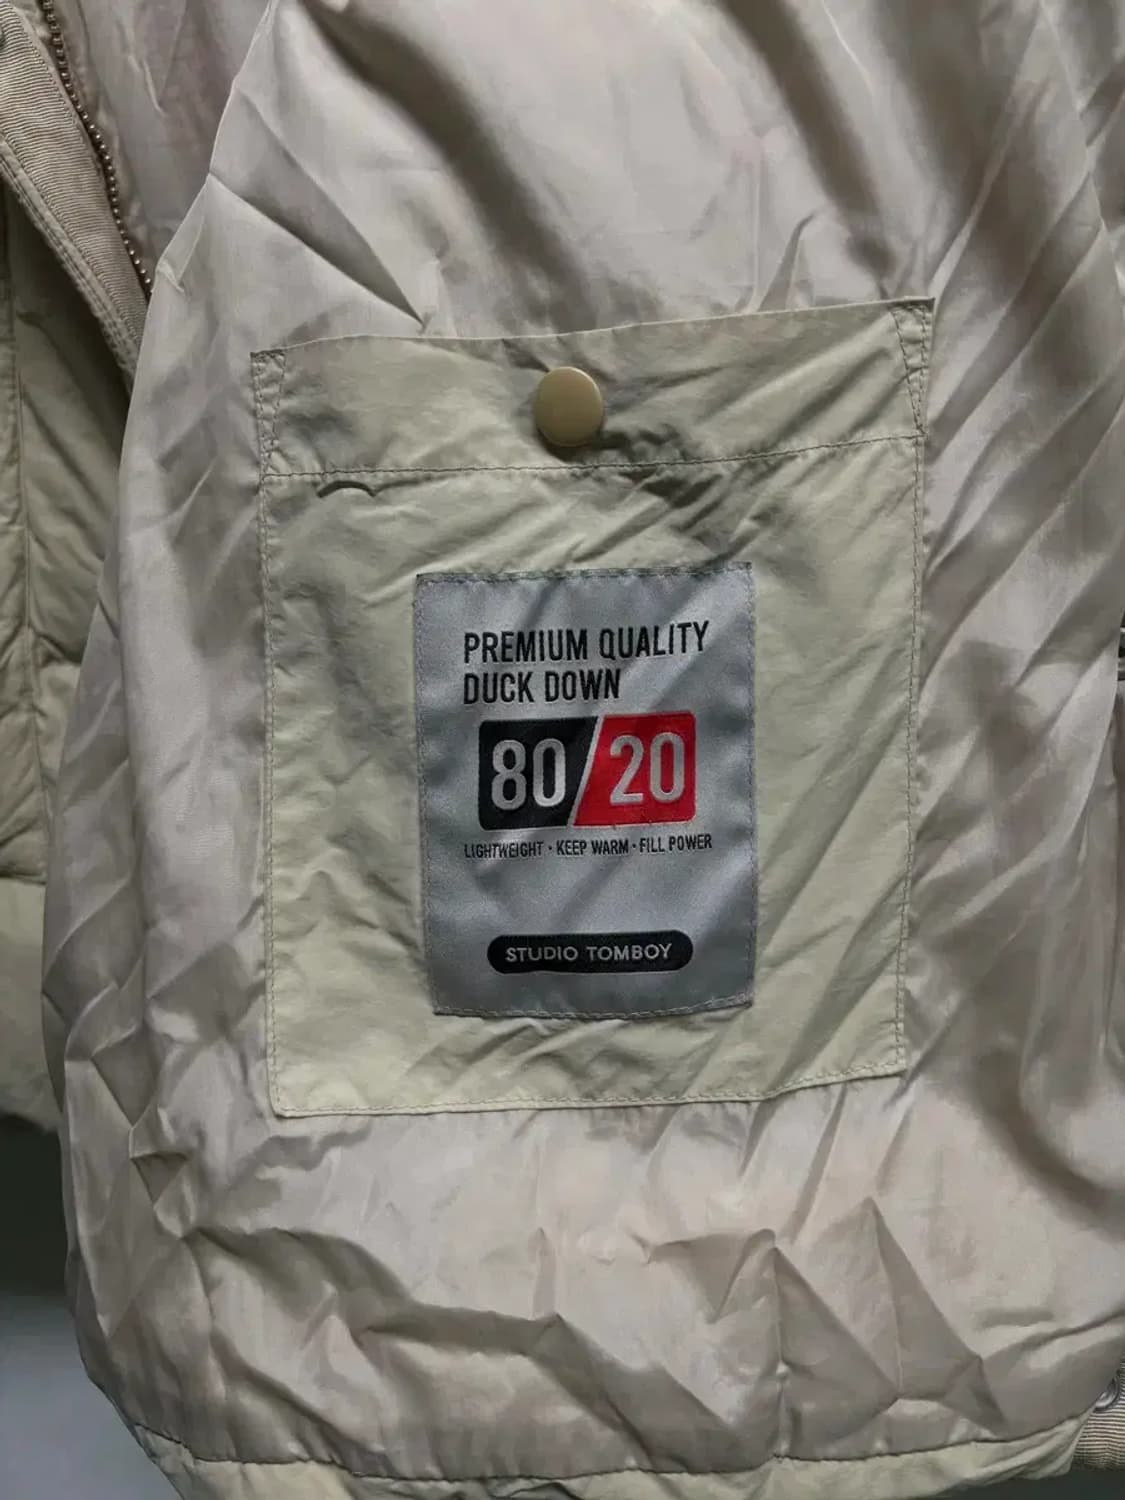 PREMIUM QUALITY
DUCK DOWN
80/20
LIGHTWEIGHT · KEEP WARM · FILL POWER
STUDIO TOMBOY